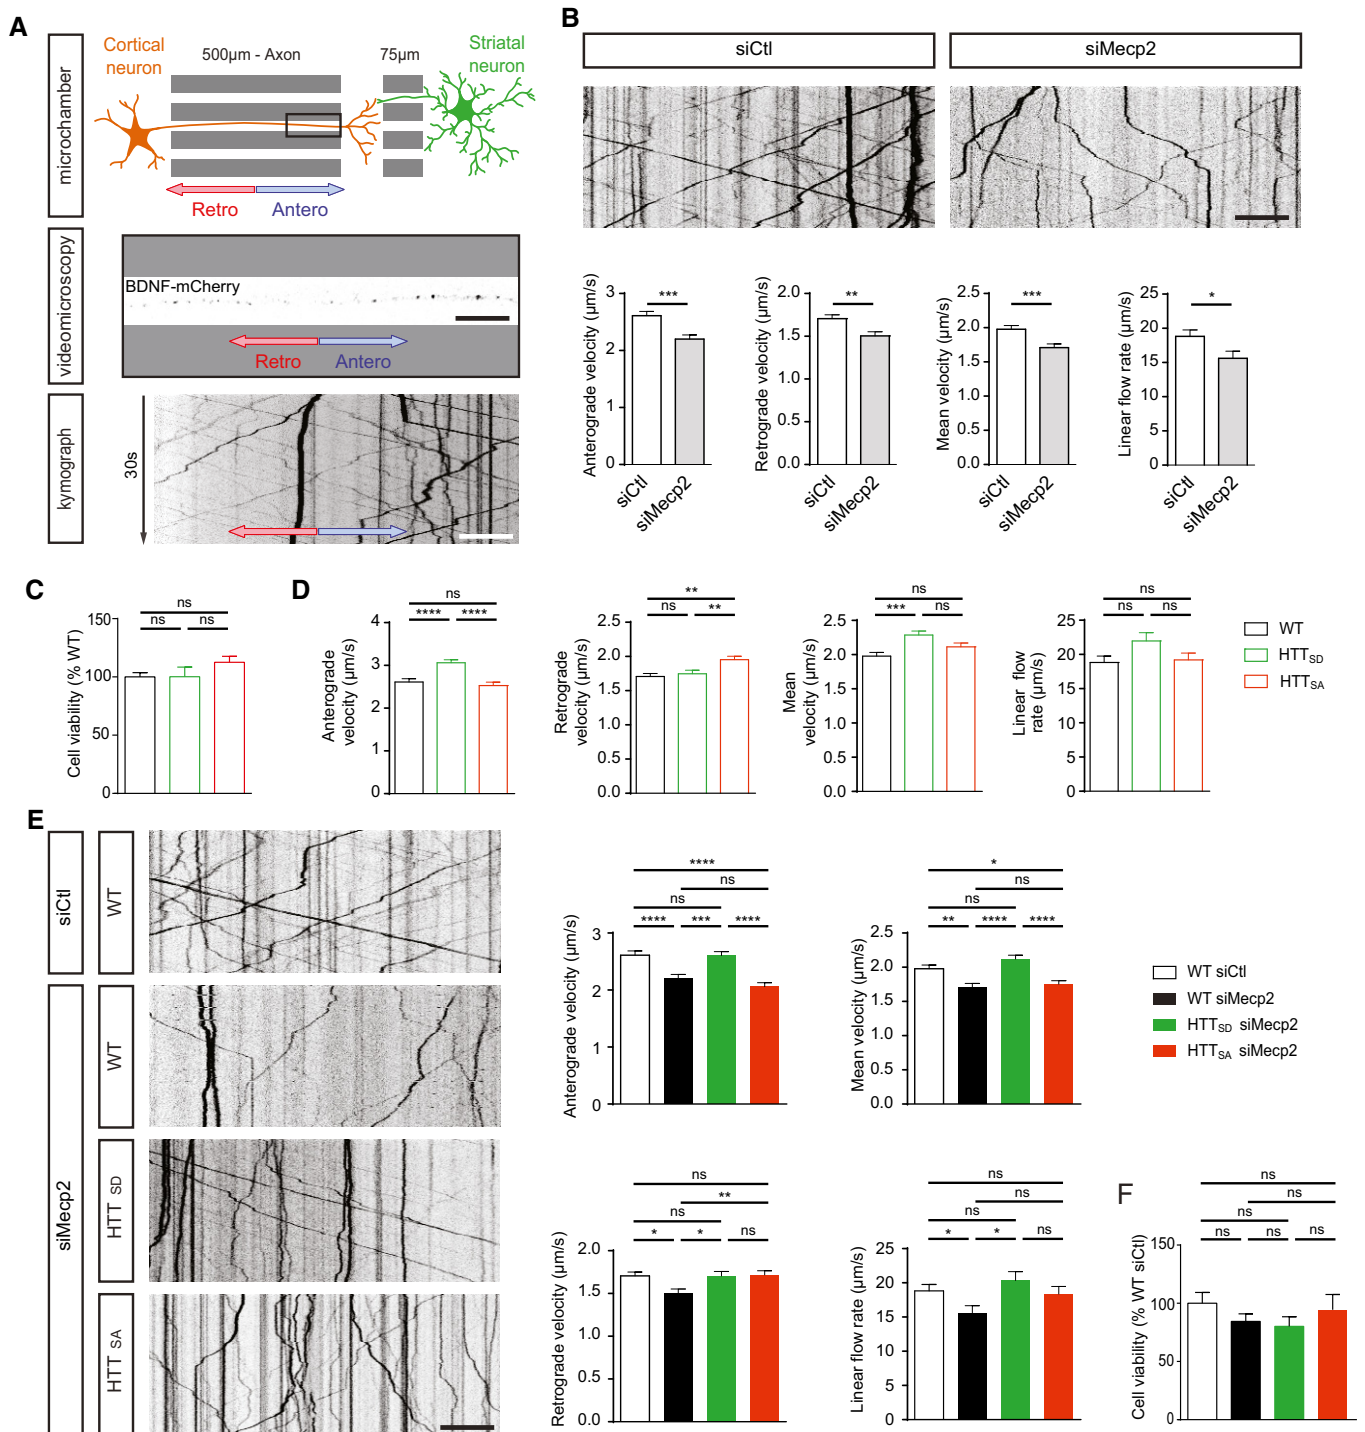 A
microchamber
Cortical
neuron
500µm - Axon
75µm
Striatal
neuron
Retro
Antero
videomicroscopy
BDNF-mCherry
Retro
Antero
kymograph
30s
B
siCtl
siMecp2
Anterograde velocity (µm/s)
3
2
1
0
***
siCtl
siMecp2
Retrograde velocity (µm/s)
2.0
1.5
1.0
0.5
0.0
**
siCtl
siMecp2
Mean velocity (µm/s)
2.5
2.0
1.5
1.0
0.5
0.0
***
siCtl
siMecp2
Linear flow rate (µm/s)
25
20
15
10
5
0
*
siCtl
siMecp2
C
Cell viability (% WT)
150
100
50
0
ns
ns
ns
D
Anterograde
velocity (µm/s)
4
3
2
1
0
ns
**** ****
Retrograde
velocity (µm/s)
2.5
2.0
1.5
1.0
0.5
0.0
**
ns
**
Mean
velocity (µm/s)
2.5
2.0
1.5
1.0
0.5
0.0
ns
***
ns
Linear flow
rate (µm/s)
25
20
15
10
5
0
ns
ns
ns
WT
HTTSD
HTTSA
E
siCtl
WT
siMecp2
WT
HTT SD
HTT SA
Anterograde velocity (µm/s)
3
2
1
0
****
ns
ns
**** *** ****
Mean velocity (µm/s)
2.5
2.0
1.5
1.0
0.5
0.0
*
ns
ns
** **** ****
WT siCtl
WT siMecp2
HTTSD siMecp2
HTTSA siMecp2
Retrograde velocity (µm/s)
2.0
1.5
1.0
0.5
0.0
ns
**
ns
* * ns
Linear flow rate (µm/s)
25
20
15
10
5
0
ns
ns
ns
* * ns
F
Cell viability (% WT siCtl)
150
100
50
0
ns
ns
ns
ns ns ns